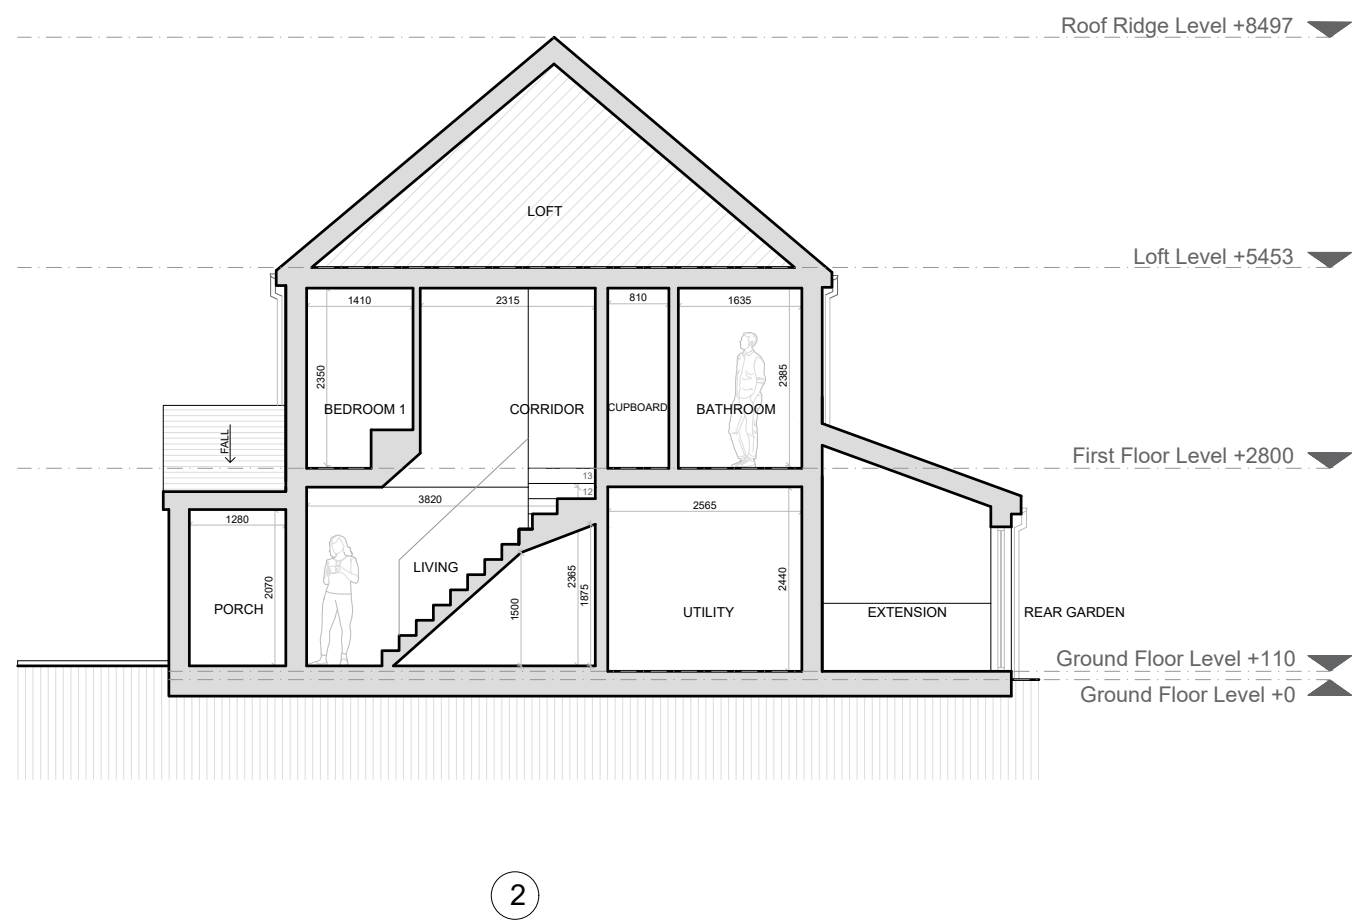 Roof Ridge Level +8497
LOFT
Loft Level +5453
1410
2315
810
1635
2350
2385
BEDROOM 1
CORRIDOR
CUPBOARD
BATHROOM
FALL
First Floor Level +2800
13
12
3820
2565
1280
LIVING
2070
1500
2365
1875
2440
PORCH
UTILITY
EXTENSION
REAR GARDEN
Ground Floor Level +110
Ground Floor Level +0
2